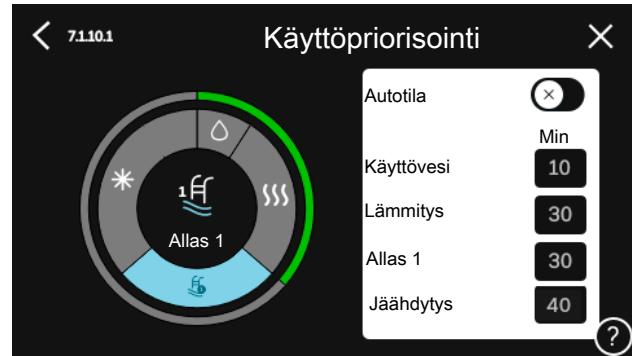 7.1.10.1 Käyttöpriorisointi
Autotila
Min
Käyttövesi 10
1
Lämmitys 30
Allas 1
Allas 1 30
Jäähdytys 40
?